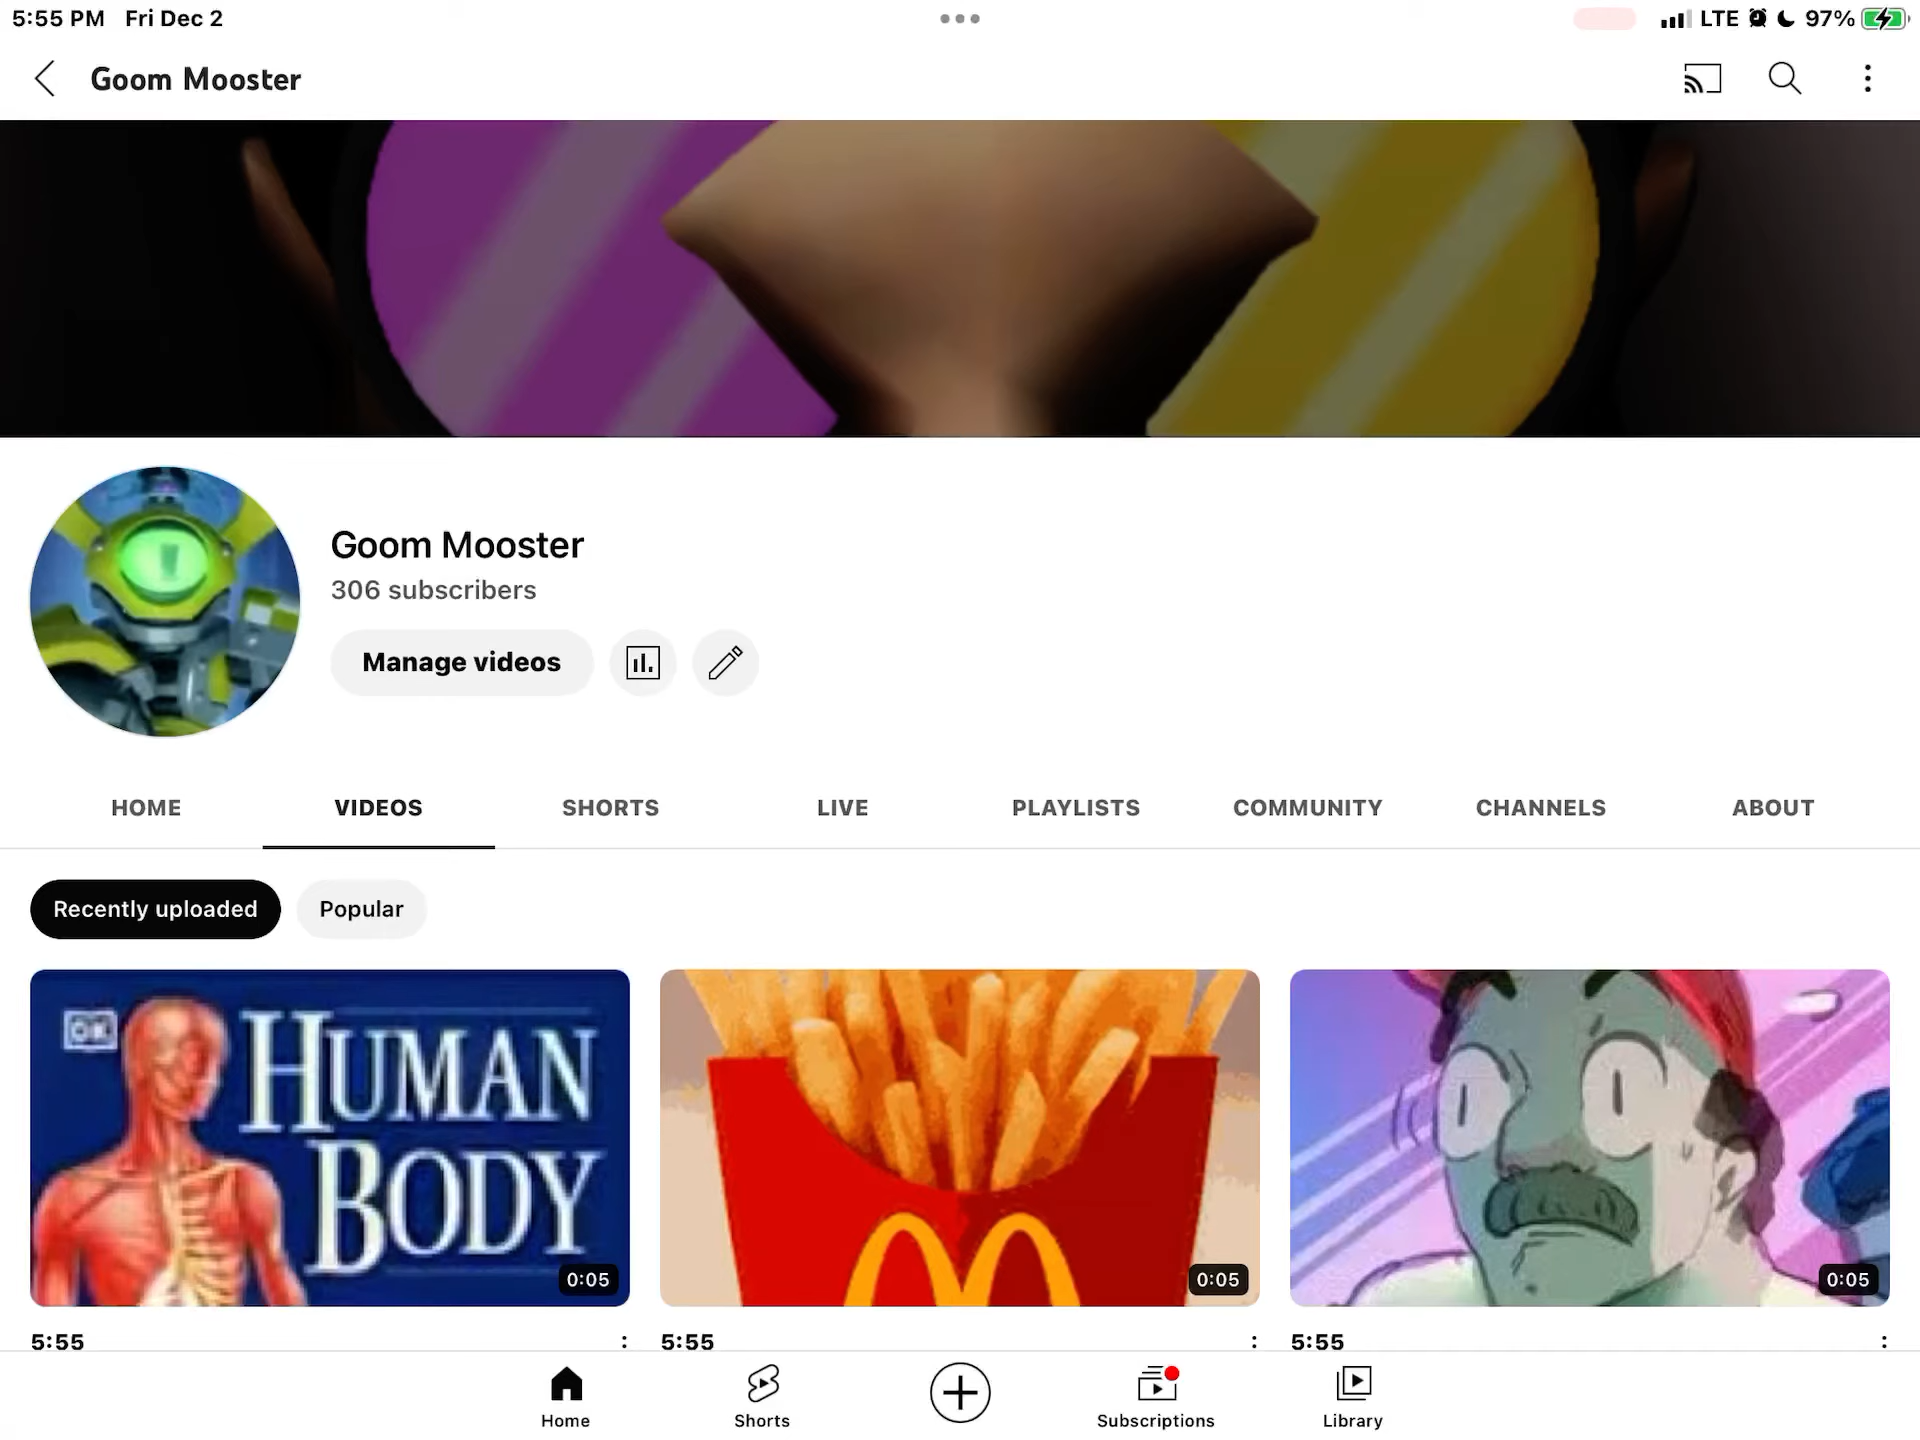 5:55 PM Fri Dec 2
LTE 97%
Goom Mooster
Goom Mooster
306 subscribers
Manage videos
HOME VIDEOS SHORTS LIVE PLAYLISTS COMMUNITY CHANNELS ABOUT
Recently uploaded Popular
DK
HUMAN
BODY
0:05 0:05 0:05
5:55 5:55 5:55
Home Shorts Subscriptions Library